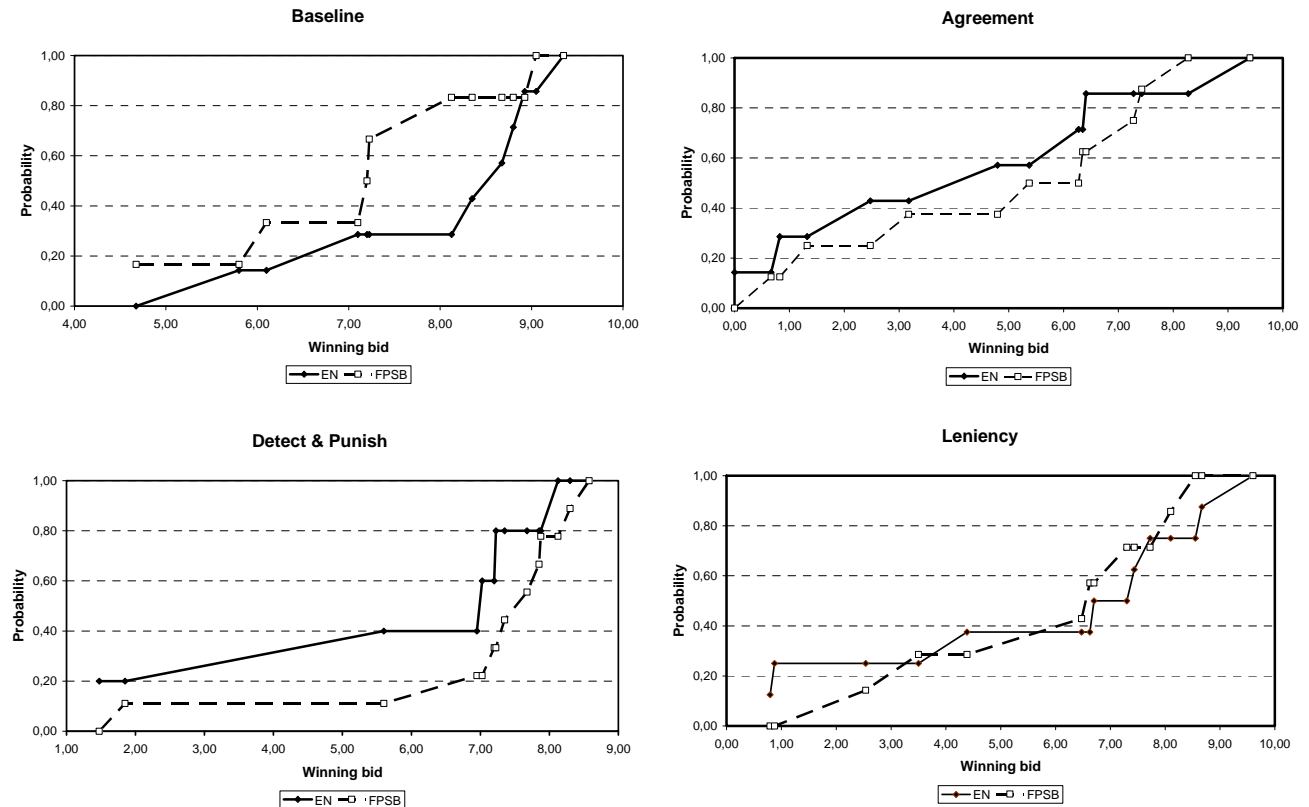 Baseline
1,00
0,80
0,60
0,40
0,20
0,00
Probability
4,00 5,00 6,00 7,00 8,00 9,00 10,00
Winning bid
EN FPSB
Agreement
1,00
0,80
0,60
0,40
0,20
0,00
Probability
0,00 1,00 2,00 3,00 4,00 5,00 6,00 7,00 8,00 9,00 10,00
Winning bid
EN FPSB
Detect & Punish
1,00
0,80
0,60
0,40
0,20
0,00
Probability
1,00 2,00 3,00 4,00 5,00 6,00 7,00 8,00 9,00
Winning bid
EN FPSB
Leniency
1,00
0,80
0,60
0,40
0,20
0,00
Probability
0,00 1,00 2,00 3,00 4,00 5,00 6,00 7,00 8,00 9,00 10,00
Winning bid
EN FPSB